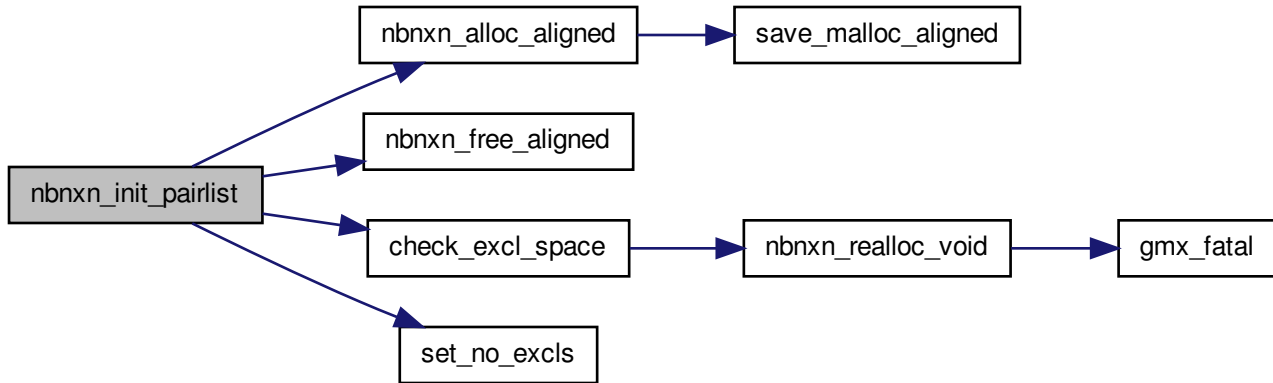 nbnxn_alloc_aligned
save_malloc_aligned
nbnxn_free_aligned
nbnxn_init_pairlist
check_excl_space
nbnxn_realloc_void
gmx_fatal
set_no_excls